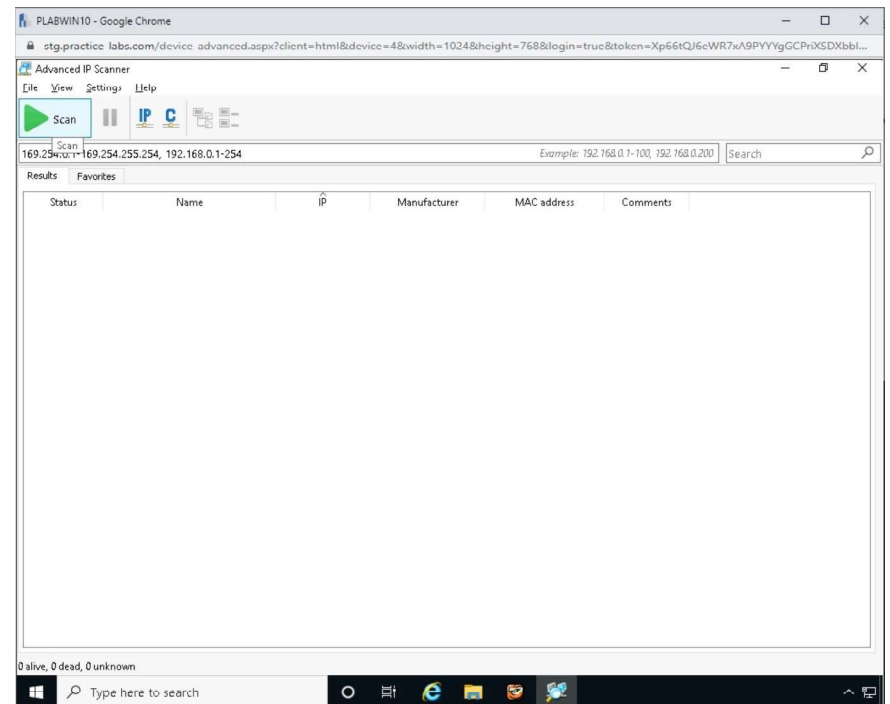 PLABWIN10 - Google Chrome
stg.practice-labs.com/device-advanced.aspx?client=html&device=4&width=1024&height=768&login=true&token=
Advanced IP Scanner
File View Settings Help
Scan IP C
Scan
169.254.0.1-169.254.255.254, 192.168.0.1-254 Example: 192.168.0.1-100, 192.168.0.200 Search
Results Favorites
Status Name IP Manufacturer MAC address Comments
0 alive, 0 dead, 0 unknown
Type here to search